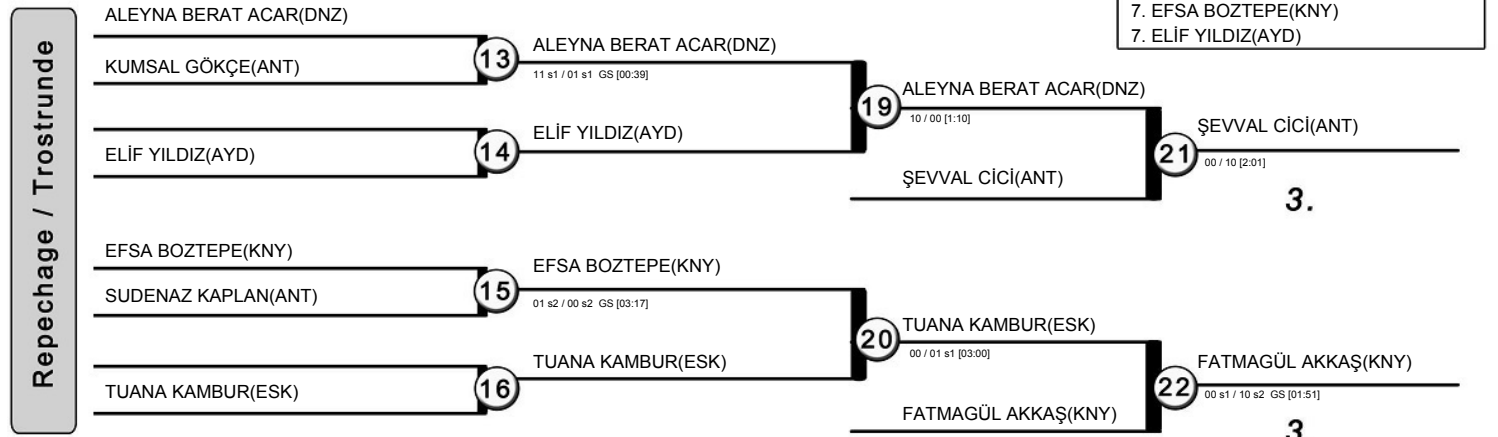 Repechage / Trostrunde
7. EFSA BOZTEPE(KNY)
7. ELİF YILDIZ(AYD)
ALEYNA BERAT ACAR(DNZ)
KUMSAL GÖKÇE(ANT)
13
ALEYNA BERAT ACAR(DNZ)
11 s1 / 01 s1 GS [00:39]
ELİF YILDIZ(AYD)
14
ELİF YILDIZ(AYD)
19
ALEYNA BERAT ACAR(DNZ)
10 / 00 [1:10]
ŞEVVAL CİCİ(ANT)
21
ŞEVVAL CİCİ(ANT)
00 / 10 [2:01]
3.
EFSA BOZTEPE(KNY)
SUDENAZ KAPLAN(ANT)
15
EFSA BOZTEPE(KNY)
01 s2 / 00 s2 GS [03:17]
TUANA KAMBUR(ESK)
16
TUANA KAMBUR(ESK)
20
TUANA KAMBUR(ESK)
00 / 01 s1 [03:00]
FATMAGÜL AKKAŞ(KNY)
22
FATMAGÜL AKKAŞ(KNY)
00 s1 / 10 s2 GS [01:51]
3